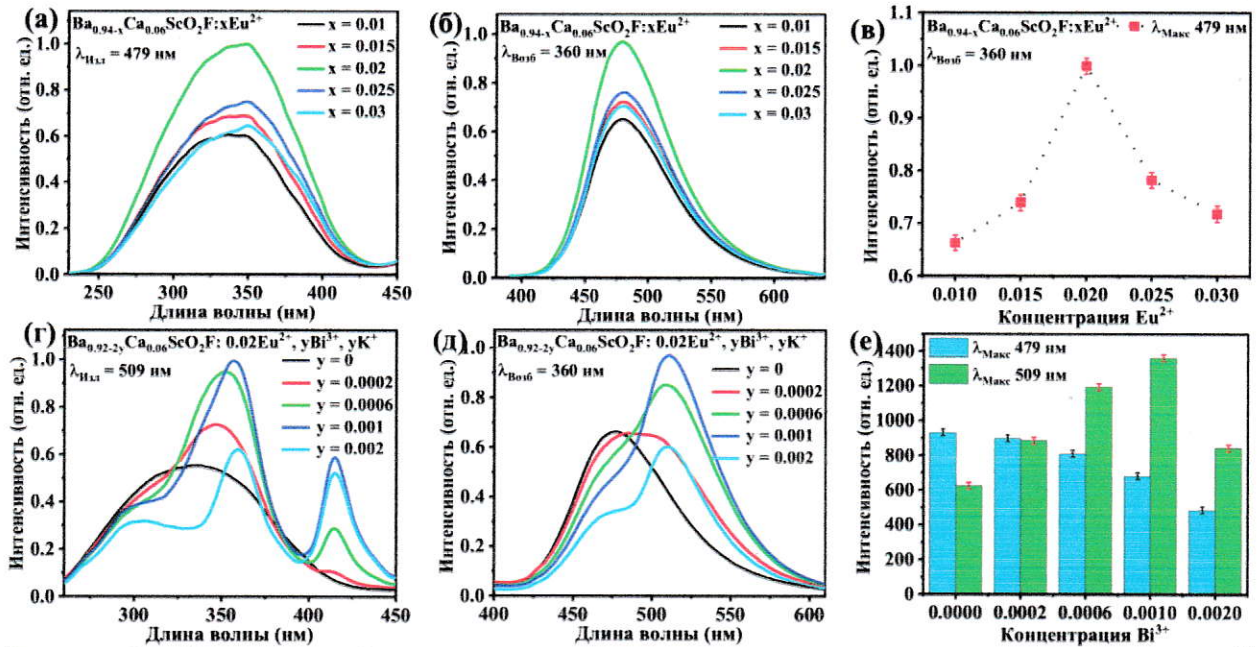 (а)
Ba₀.₉₄₋ₓCa₀.₀₆ScO₂F:xEu²⁺
λИзл = 479 нм
x = 0.01
x = 0.015
x = 0.02
x = 0.025
x = 0.03
Интенсивность (отн. ед.)
1.0
0.8
0.6
0.4
0.2
0.0
250 300 350 400 450
Длина волны (нм)
(б)
Ba₀.₉₄₋ₓCa₀.₀₆ScO₂F:xEu²⁺
λВозб = 360 нм
x = 0.01
x = 0.015
x = 0.02
x = 0.025
x = 0.03
Интенсивность (отн. ед.)
1.0
0.8
0.6
0.4
0.2
0.0
400 450 500 550 600
Длина волны (нм)
(в)
Ba₀.₉₄₋ₓCa₀.₀₆ScO₂F:xEu²⁺
λМакс 479 нм
λВозб = 360 нм
Интенсивность (отн. ед.)
1.1
1.0
0.9
0.8
0.7
0.6
0.010 0.015 0.020 0.025 0.030
Концентрация Eu²⁺
(г)
Ba₀.₉₂₋₂yCa₀.₀₆ScO₂F: 0.02Eu²⁺, yBi³⁺, yK⁺
λИзл = 509 нм
y = 0
y = 0.0002
y = 0.0006
y = 0.001
y = 0.002
Интенсивность (отн. ед.)
1.0
0.8
0.6
0.4
0.2
0.0
300 350 400 450
Длина волны (нм)
(д)
Ba₀.₉₂₋₂yCa₀.₀₆ScO₂F: 0.02Eu²⁺, yBi³⁺, yK⁺
λВозб = 360 нм
y = 0
y = 0.0002
y = 0.0006
y = 0.001
y = 0.002
Интенсивность (отн. ед.)
1.0
0.8
0.6
0.4
0.2
0.0
400 450 500 550 600
Длина волны (нм)
(е)
λМакс 479 нм
λМакс 509 нм
Интенсивность (отн. ед.)
1400
1200
1000
800
600
400
200
0
0.0000 0.0002 0.0006 0.0010 0.0020
Концентрация Bi³⁺